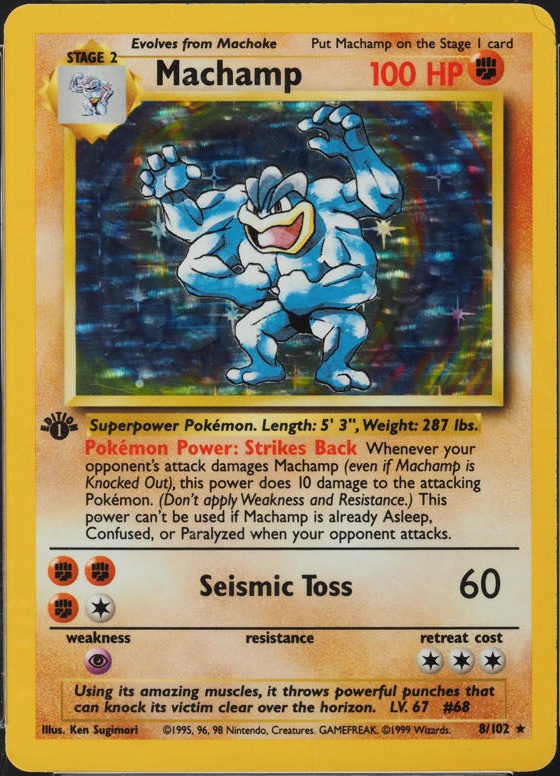 Evolves from Machoke Put Machamp on the Stage 1 card
STAGE 2
Machamp 100 HP
EDITION
1
Superpower Pokémon. Length: 5' 3", Weight: 287 lbs.
Pokémon Power: Strikes Back Whenever your
opponent's attack damages Machamp (even if Machamp is
Knocked Out), this power does 10 damage to the attacking
Pokémon. (Don't apply Weakness and Resistance.) This
power can't be used if Machamp is already Asleep,
Confused, or Paralyzed when your opponent attacks.
Seismic Toss 60
weakness resistance retreat cost
Using its amazing muscles, it throws powerful punches that
can knock its victim clear over the horizon. LV. 67 #68
Illus. Ken Sugimori ©1995, 96, 98 Nintendo, Creatures. GAMEFREAK. ©1999 Wizards. 8/102 ★